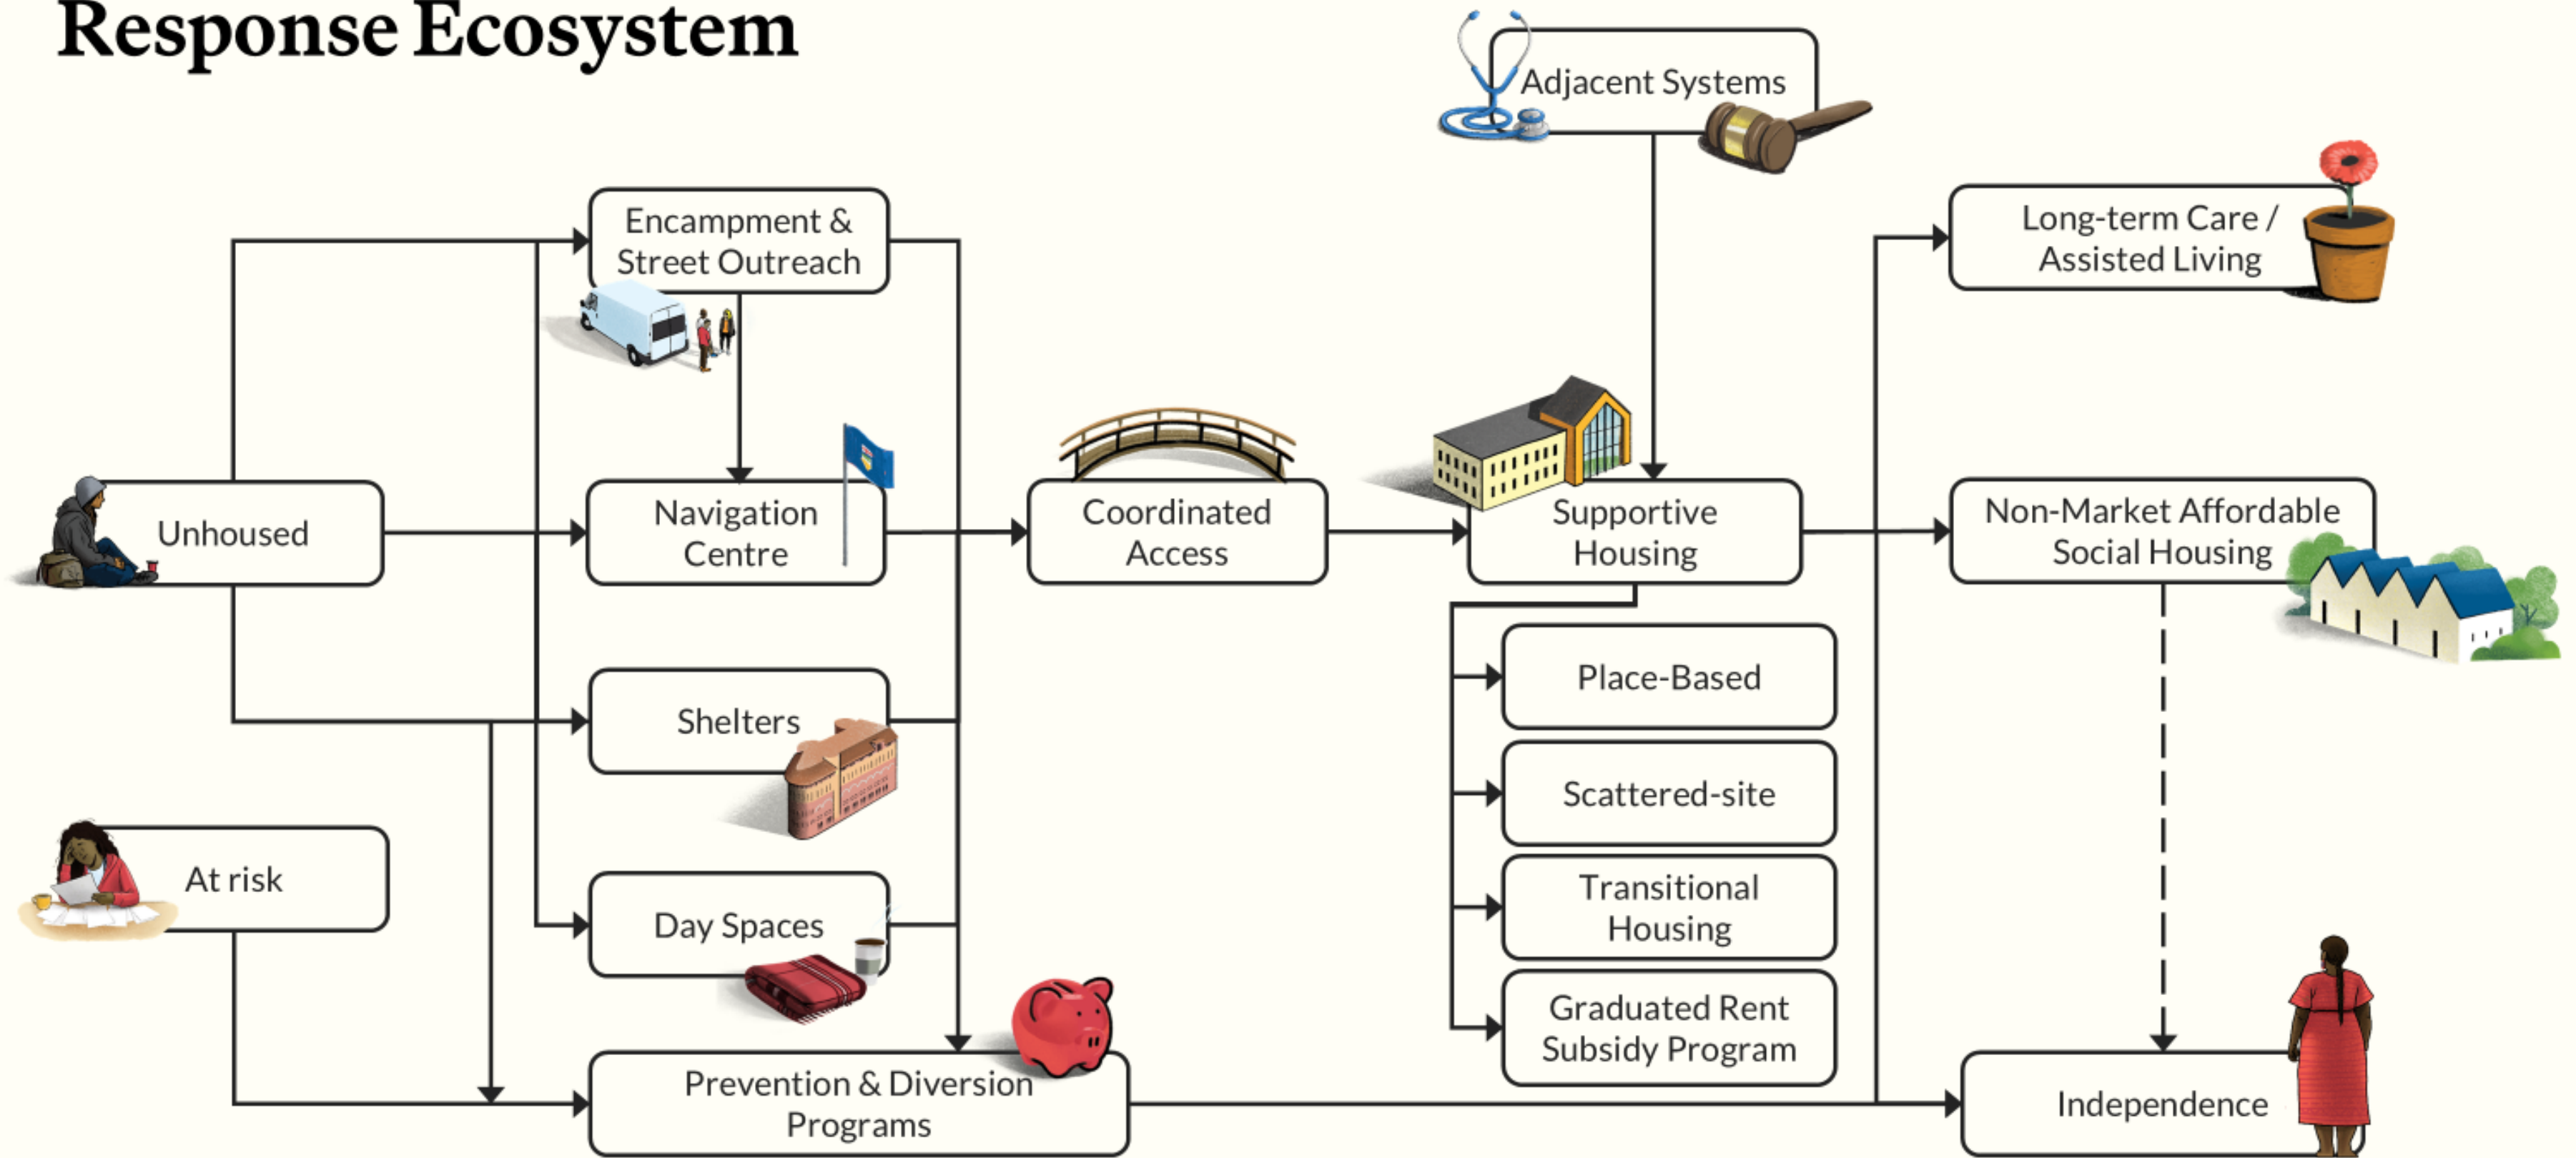 Response Ecosystem
Adjacent Systems
Encampment &
Street Outreach
Long-term Care /
Assisted Living
Unhoused
Navigation
Centre
Coordinated
Access
Supportive
Housing
Non-Market Affordable
Social Housing
Place-Based
Shelters
Scattered-site
At risk
Day Spaces
Transitional
Housing
Graduated Rent
Subsidy Program
Prevention & Diversion
Programs
Independence